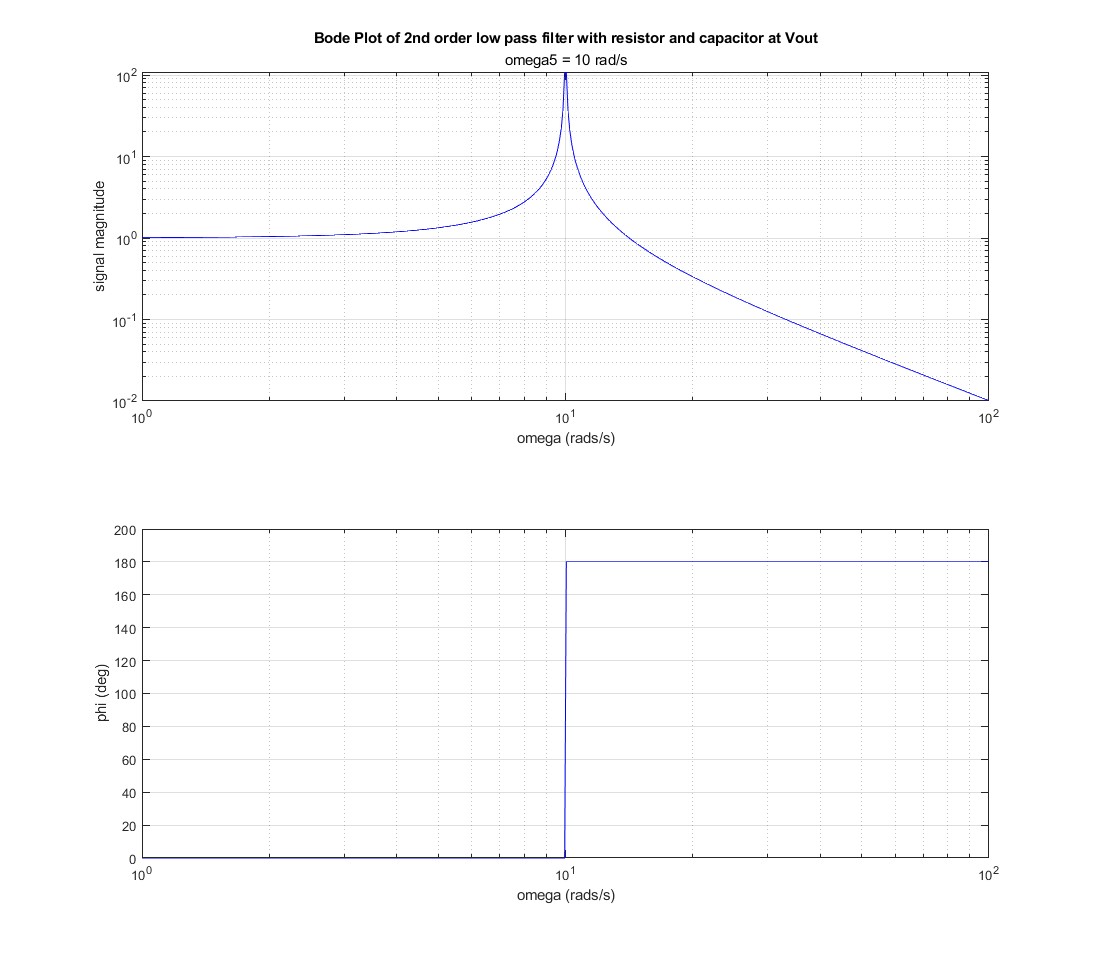 Bode Plot of 2nd order low pass filter with resistor and capacitor at Vout
omega5 = 10 rad/s
signal magnitude
10^2
10^1
10^0
10^-1
10^-2
10^0 10^1 10^2
omega (rads/s)
phi (deg)
200
180
160
140
120
100
80
60
40
20
0
10^0 10^1 10^2
omega (rads/s)